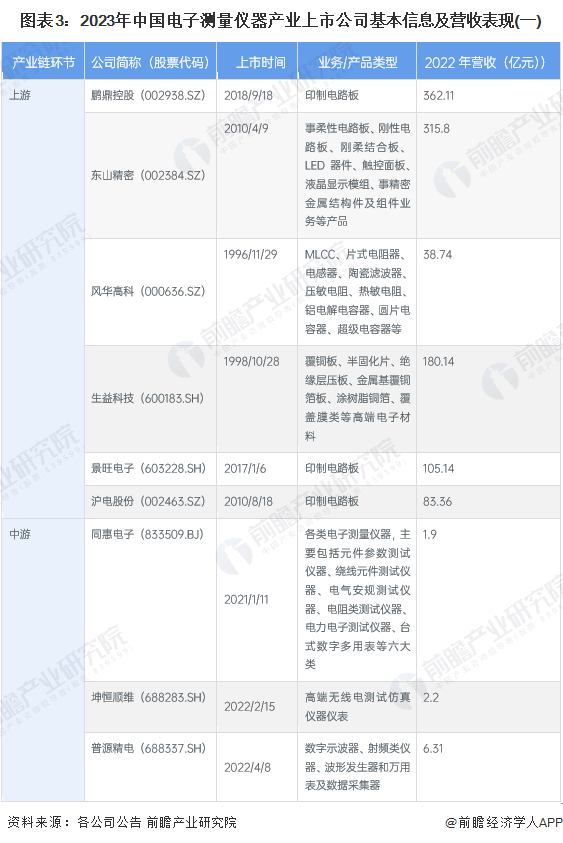 图表3：2023年中国电子测量仪器产业上市公司基本信息及营收表现(一)
产业链环节 公司简称（股票代码） 上市时间 业务/产品类型 2022 年营收（亿元））
上游 鹏鼎控股（002938.SZ） 2018/9/18 印制电路板 362.11
东山精密（002384.SZ） 2010/4/9 315.8
事柔性电路板、刚性电
路板、刚柔结合板、
LED 器件、触控面板、
液晶显示模组、事精密
金属结构件及组件业
务等产品
风华高科（000636.SZ） 1996/11/29 38.74
MLCC、片式电阻器、
电感器、陶瓷滤波器、
压敏电阻、热敏电阻、
铝电解电容器、圆片电
容器、超级电容器等
生益科技（600183.SH） 1998/10/28 180.14
覆铜板、半固化片、绝
缘层压板、金属基覆铜
箔板、涂树脂铜箔、覆
盖膜类等高端电子材
料
景旺电子（603228.SH） 2017/1/6 印制电路板 105.14
沪电股份（002463.SZ） 2010/8/18 印制电路板 83.36
中游 同惠电子（833509.BJ） 2021/1/11 1.9
各类电子测量仪器，主
要包括元件参数测试
仪器、绕线元件测试仪
器、电气安规测试仪
器、电阻类测试仪器、
电力电子测试仪器、台
式数字多用表等六大
类
坤恒顺维（688283.SH） 2022/2/15 2.2
高端无线电测试仿真
仪器仪表
普源精电（688337.SH） 2022/4/8 6.31
数字示波器、射频类仪
器、波形发生器和万用
表及数据采集器
资料来源：各公司公告 前瞻产业研究院 @前瞻经济学人APP
前瞻产业研究院